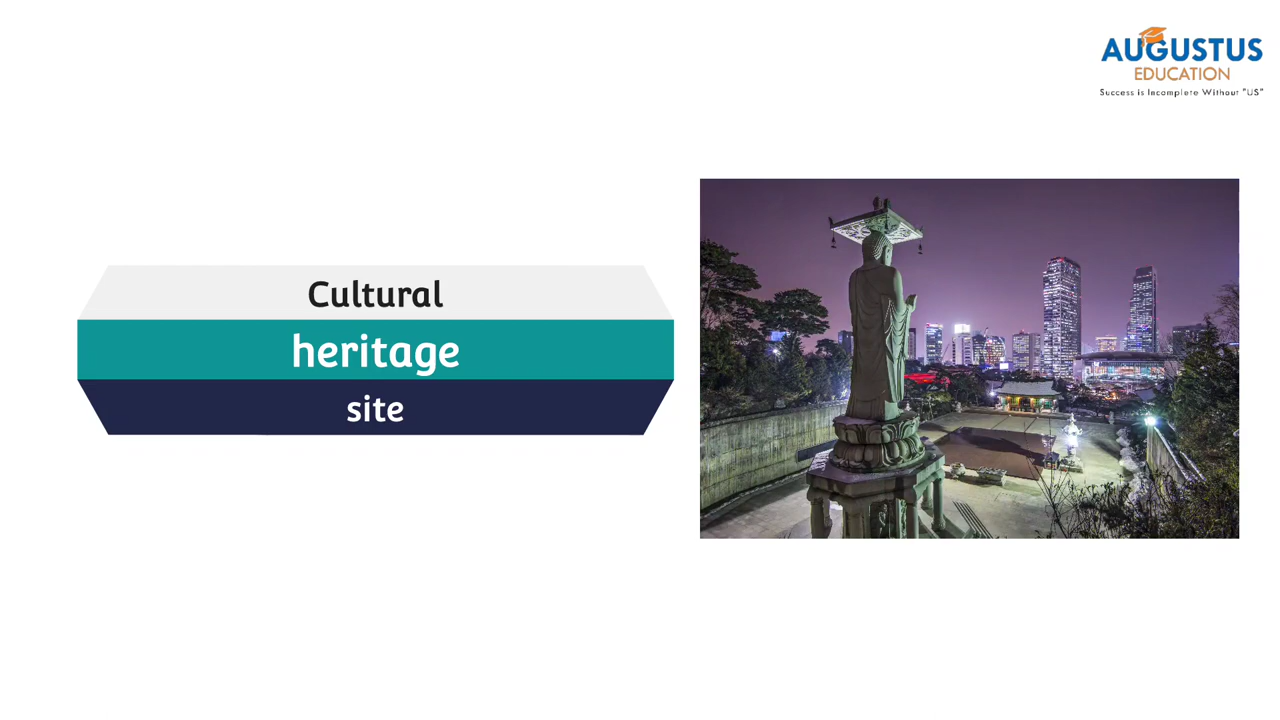 AUGUSTUS
EDUCATION
Success is Incomplete Without "US"
Cultural
heritage
site